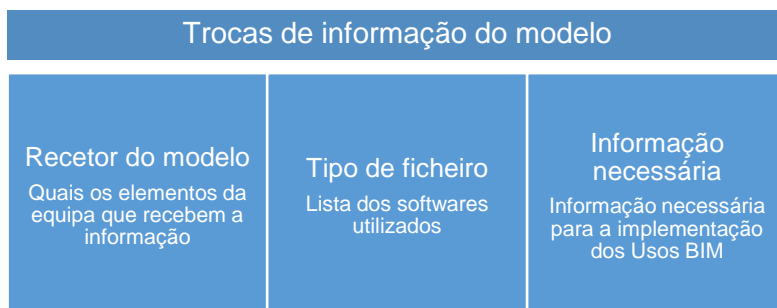 Trocas de informação do modelo
Recetor do modelo
Quais os elementos da
equipa que recebem a
informação
Tipo de ficheiro
Lista dos softwares
utilizados
Informação
necessária
Informação necessária
para a implementação
dos Usos BIM